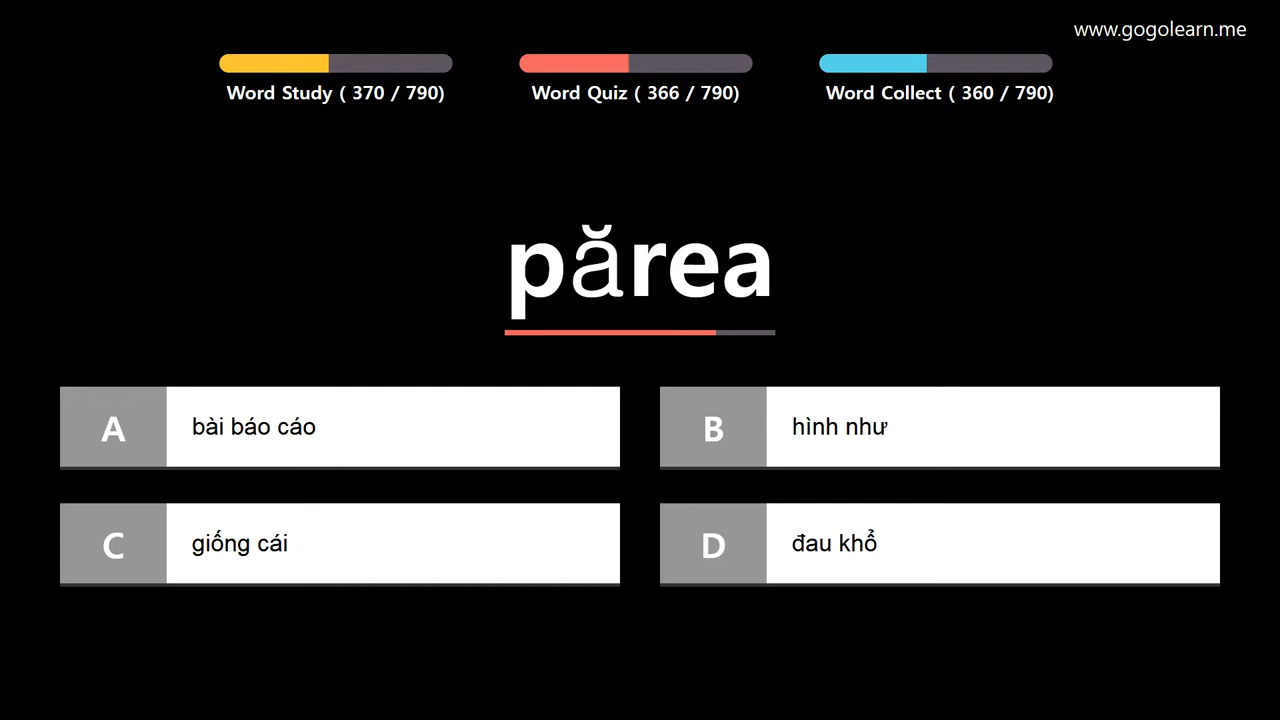 www.gogolearn.me
Word Study ( 370 / 790)
Word Quiz ( 366 / 790)
Word Collect ( 360 / 790)
părea
A bài báo cáo
B hình như
C giống cái
D đau khổ